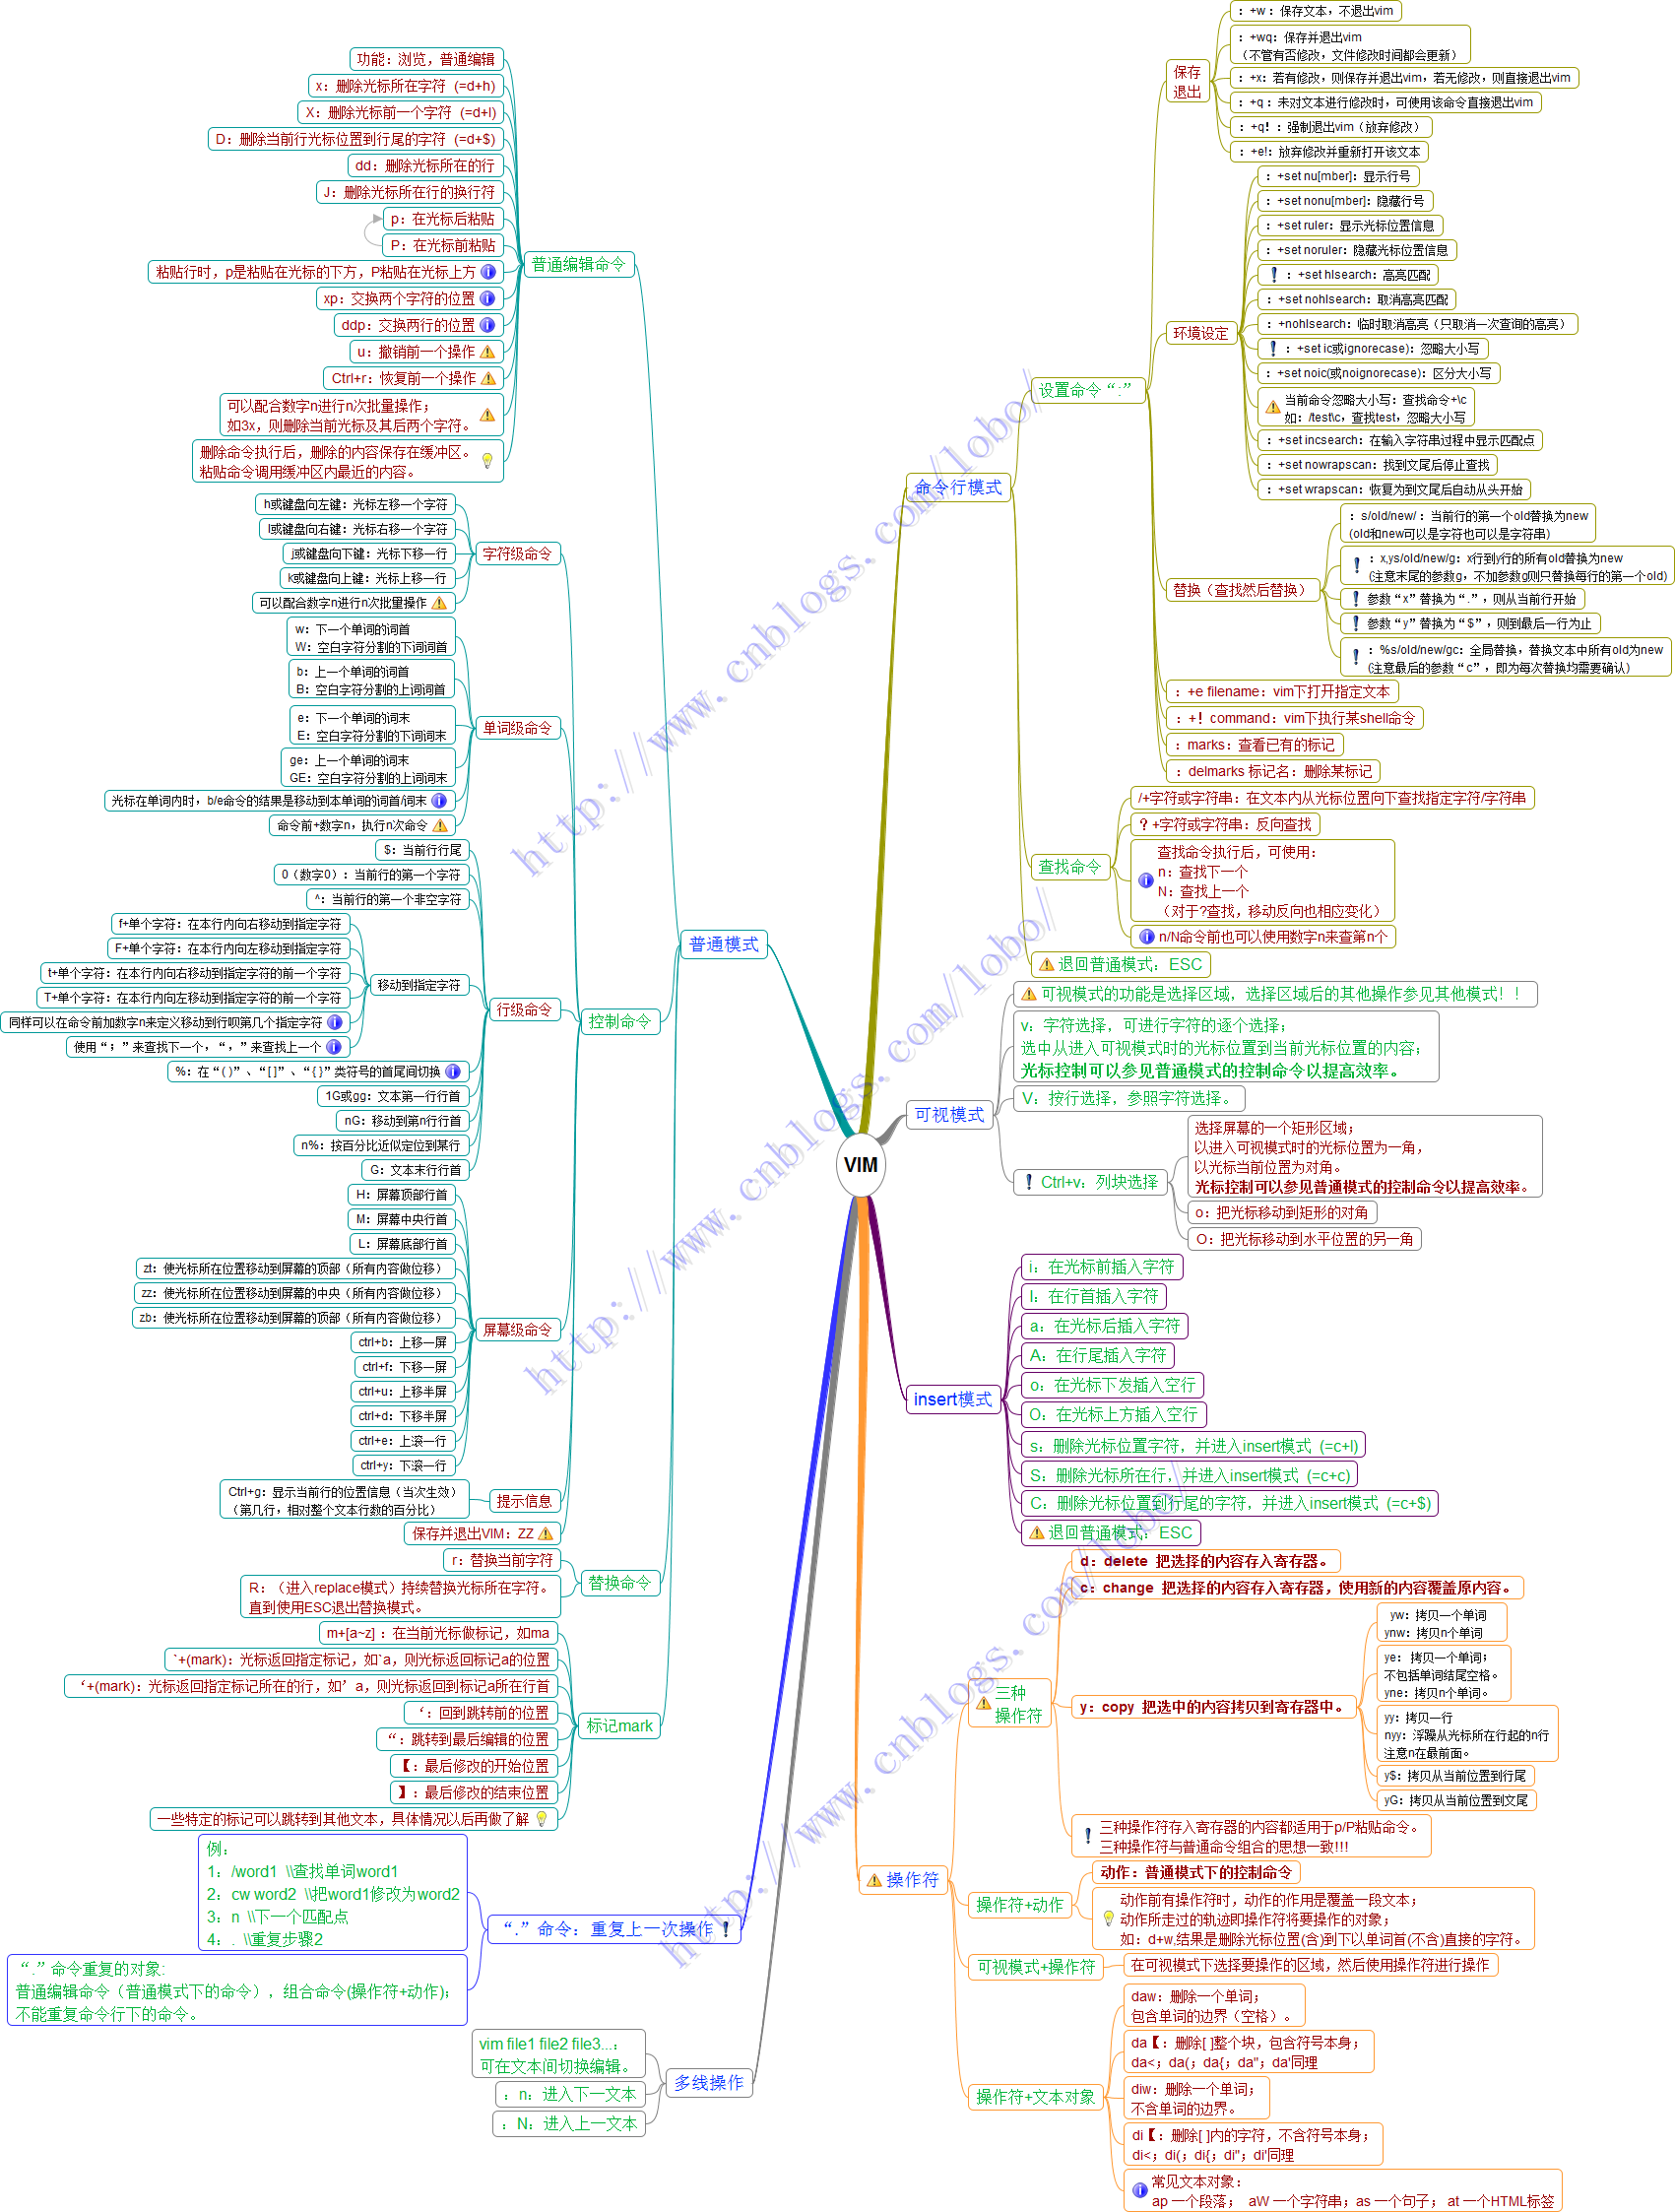 VIM
普通模式
普通编辑命令
功能：浏览，普通编辑
x：删除光标所在字符（=d+h)
X：删除光标前一个字符（=d+l)
D：删除当前行光标位置到行尾的字符（=d+$)
dd：删除光标所在的行
J：删除光标所在行的换行符
p：在光标后粘贴
P：在光标前粘贴
粘贴行时，p是粘贴在光标的下方，P粘贴在光标上方
xp：交换两个字符的位置
ddp：交换两行的位置
u：撤销前一个操作
Ctrl+r：恢复前一个操作
可以配合数字n进行n次批量操作；
如3x，则删除当前光标及其后两个字符。
删除命令执行后，删除的内容保存在缓冲区。
粘贴命令调用缓冲区内最近的内容。
控制命令
字符级命令
h或键盘向左键：光标左移一个字符
l或键盘向右键：光标右移一个字符
j或键盘向下键：光标下移一行
k或键盘向上键：光标上移一行
可以配合数字n进行n次批量操作
单词级命令
w：下一个单词的词首
W：空白字符分割的下词词首
b：上一个单词的词首
B：空白字符分割的上词词首
e：下一个单词的词末
E：空白字符分割的下词词末
ge：上一个单词的词末
GE：空白字符分割的上词词末
光标在单词内时，b/e命令的结果是移动到本单词的词首/词末
命令前+数字n，执行n次命令
行级命令
$：当前行行尾
0（数字0）：当前行的第一个字符
^：当前行的第一个非空字符
移动到指定字符
f+单个字符：在本行内向右移动到指定字符
F+单个字符：在本行内向左移动到指定字符
t+单个字符：在本行内向右移动到指定字符的前一个字符
T+单个字符：在本行内向左移动到指定字符的前一个字符
同样可以在命令前加数字n来定义移动到行呗第几个指定字符
使用“；”来查找下一个，“，”来查找上一个
%：在“( )”、“[ ]”、“{ }”类符号的首尾间切换
1G或gg：文本第一行行首
nG：移动到第n行行首
n%：按百分比近似定位到某行
G：文本末行行首
屏幕级命令
H：屏幕顶部行首
M：屏幕中央行首
L：屏幕底部行首
zt：使光标所在位置移动到屏幕的顶部（所有内容做位移）
zz：使光标所在位置移动到屏幕的中央（所有内容做位移）
zb：使光标所在位置移动到屏幕的顶部（所有内容做位移）
ctrl+b：上移一屏
ctrl+f：下移一屏
ctrl+u：上移半屏
ctrl+d：下移半屏
ctrl+e：上滚一行
ctrl+y：下滚一行
提示信息
Ctrl+g：显示当前行的位置信息（当次生效）
（第几行，相对整个文本行数的百分比）
保存并退出VIM：ZZ
替换命令
r：替换当前字符
R：（进入replace模式）持续替换光标所在字符。
直到使用ESC退出替换模式。
标记mark
m+[a~z]：在当前光标做标记，如ma
`+(mark)：光标返回指定标记，如`a，则光标返回标记a的位置
‘+(mark)：光标返回指定标记所在的行，如’a，则光标返回到标记a所在行首
‘：回到跳转前的位置
“：跳转到最后编辑的位置
【：最后修改的开始位置
】：最后修改的结束位置
一些特定的标记可以跳转到其他文本，具体情况以后再做了解
“.”命令：重复上一次操作
例：
1：/word1 \\查找单词word1
2：cw word2 \\把word1修改为word2
3：n \\下一个匹配点
4：. \\重复步骤2
“.”命令重复的对象:
普通编辑命令（普通模式下的命令），组合命令(操作符+动作)；
不能重复命令行下的命令。
多线操作
vim file1 file2 file3...：
可在文本间切换编辑。
：n：进入下一文本
：N：进入上一文本
命令行模式
设置命令“:”
保存
退出
：+w：保存文本，不退出vim
：+wq：保存并退出vim
（不管有否修改，文件修改时间都会更新）
：+x：若有修改，则保存并退出vim，若无修改，则直接退出vim
：+q：未对文本进行修改时，可使用该命令直接退出vim
：+q！：强制退出vim（放弃修改）
：+e!：放弃修改并重新打开该文本
环境设定
：+set nu[mber]：显示行号
：+set nonu[mber]：隐藏行号
：+set ruler：显示光标位置信息
：+set noruler：隐藏光标位置信息
：+set hlsearch：高亮匹配
：+set nohlsearch：取消高亮匹配
：+nohlsearch：临时取消高亮（只取消一次查询的高亮）
：+set ic或ignorecase)：忽略大小写
：+set noic(或noignorecase)：区分大小写
当前命令忽略大小写：查找命令+\c
如：/test\c，查找test，忽略大小写
：+set incsearch：在输入字符串过程中显示匹配点
：+set nowrapscan：找到文尾后停止查找
：+set wrapscan：恢复为到文尾后自动从头开始
替换（查找然后替换）
：s/old/new/：当前行的第一个old替换为new
(old和new可以是字符也可以是字符串)
：x,ys/old/new/g：x行到y行的所有old替换为new
(注意末尾的参数g，不加参数g则只替换每行的第一个old)
参数“x”替换为“.”，则从当前行开始
参数“y”替换为“$”，则到最后一行为止
：%s/old/new/gc：全局替换，替换文本中所有old为new
(注意最后的参数“c”，即为每次替换均需要确认)
：+e filename：vim下打开指定文本
：+！command：vim下执行某shell命令
：marks：查看已有的标记
：delmarks 标记名：删除某标记
查找命令
/+字符或字符串：在文本内从光标位置向下查找指定字符/字符串
？+字符或字符串：反向查找
查找命令执行后，可使用：
n：查找下一个
N：查找上一个
（对于?查找，移动反向也相应变化）
n/N命令前也可以使用数字n来查第n个
退回普通模式：ESC
可视模式
可视模式的功能是选择区域，选择区域后的其他操作参见其他模式！！
v：字符选择，可进行字符的逐个选择；
选中从进入可视模式时的光标位置到当前光标位置的内容；
光标控制可以参见普通模式的控制命令以提高效率。
V：按行选择，参照字符选择。
Ctrl+v：列块选择
选择屏幕的一个矩形区域；
以进入可视模式时的光标位置为一角，
以光标当前位置为对角。
光标控制可以参见普通模式的控制命令以提高效率。
o：把光标移动到矩形的对角
O：把光标移动到水平位置的另一角
insert模式
i：在光标前插入字符
I：在行首插入字符
a：在光标后插入字符
A：在行尾插入字符
o：在光标下发插入空行
O：在光标上方插入空行
s：删除光标位置字符，并进入insert模式（=c+l)
S：删除光标所在行，并进入insert模式（=c+c)
C：删除光标位置到行尾的字符，并进入insert模式（=c+$)
退回普通模式：ESC
操作符
三种
操作符
d：delete 把选择的内容存入寄存器。
c：change 把选择的内容存入寄存器，使用新的内容覆盖原内容。
y：copy 把选中的内容拷贝到寄存器中。
yw：拷贝一个单词
ynw：拷贝n个单词
ye：拷贝一个单词；
不包括单词结尾空格。
yne：拷贝n个单词。
yy：拷贝一行
nyy：浮躁从光标所在行起的n行
注意n在最前面。
y$：拷贝从当前位置到行尾
yG：拷贝从当前位置到文尾
三种操作符存入寄存器的内容都适用于p/P粘贴命令。
三种操作符与普通命令组合的思想一致!!!
操作符+动作
动作：普通模式下的控制命令
动作前有操作符时，动作的作用是覆盖一段文本；
动作所走过的轨迹即操作符将要操作的对象；
如：d+w,结果是删除光标位置(含)到下以单词首(不含)直接的字符。
可视模式+操作符
在可视模式下选择要操作的区域，然后使用操作符进行操作
操作符+文本对象
daw：删除一个单词；
包含单词的边界（空格）。
da【：删除[ ]整个块，包含符号本身；
da<；da(；da{；da"；da'同理
diw：删除一个单词；
不含单词的边界。
di【：删除[ ]内的字符，不含符号本身；
di<；di(；di{；di"；di'同理
常见文本对象：
ap 一个段落； aW 一个字符串；as 一个句子； at 一个HTML标签
http://www.cnblogs.com/lobo/
http://www.cnblogs.com/lobo/
http://www.cnblogs.com/lobo/